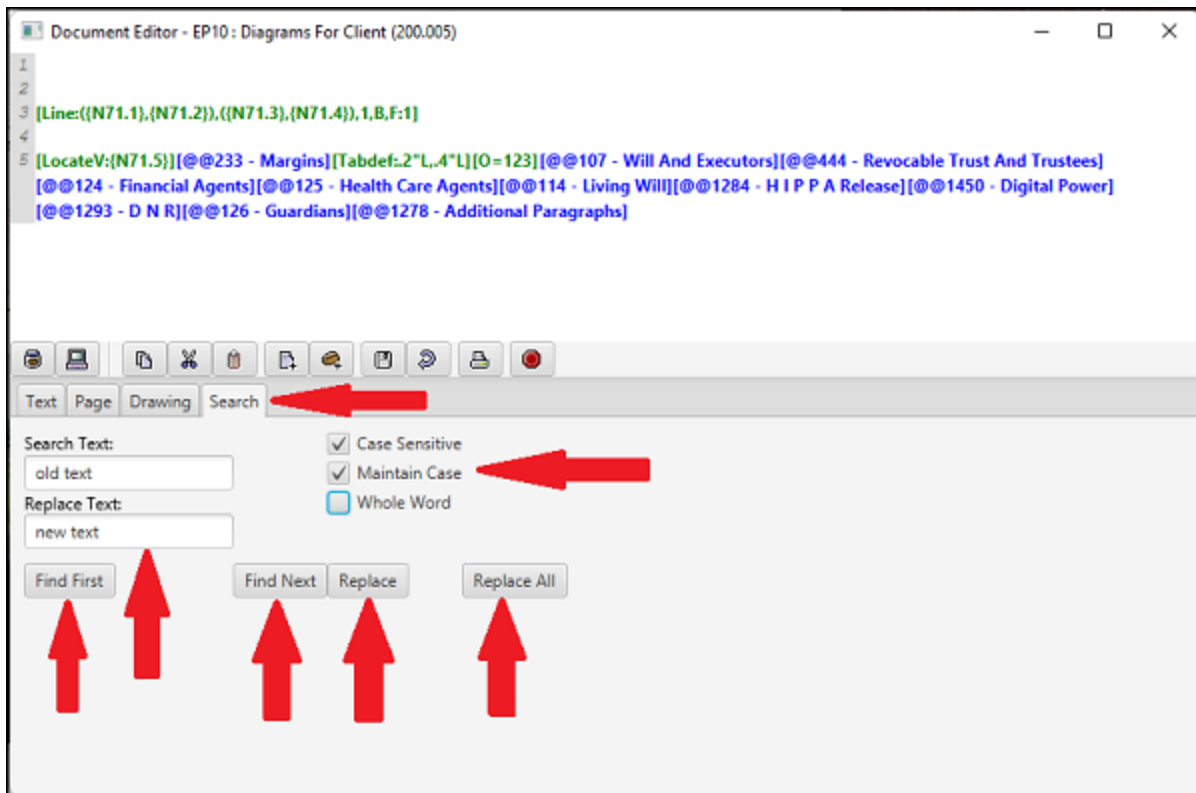 Document Editor - EP10 : Diagrams For Client (200.005)
1
2
3 [Line:({N71.1},{N71.2}),({N71.3},{N71.4}),1,B,F:1]
4
5 [LocateV:{N71.5}][@@233 - Margins][Tabdef:.2"L,.4"L][O=123][@@107 - Will And Executors][@@444 - Revocable Trust And Trustees]
[@@124 - Financial Agents][@@125 - Health Care Agents][@@114 - Living Will][@@1284 - H I P P A Release][@@1450 - Digital Power]
[@@1293 - D N R][@@126 - Guardians][@@1278 - Additional Paragraphs]
Text Page Drawing Search
Search Text:
old text
Replace Text:
new text
Case Sensitive
Maintain Case
Whole Word
Find First Find Next Replace Replace All